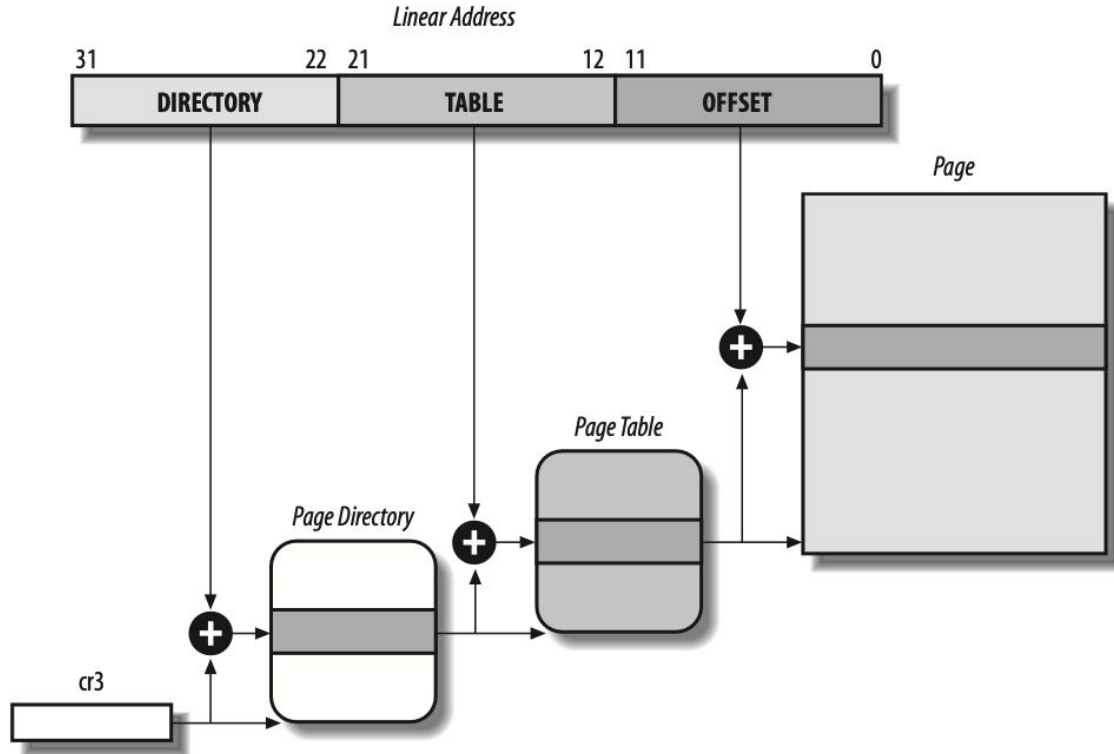 Linear Address
31 22 21 12 11 0
DIRECTORY TABLE OFFSET
Page
Page Table
Page Directory
cr3